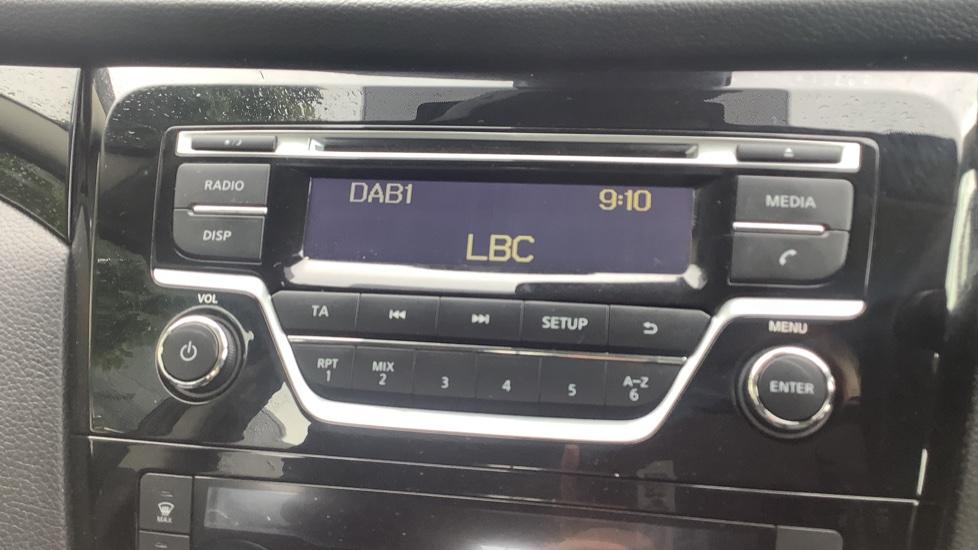 RADIO
DAB1 9:10
MEDIA
DISP
LBC
VOL
TA
SETUP
MENU
RPT MIX A-Z
1 2 3 4 5 6
ENTER
MAX